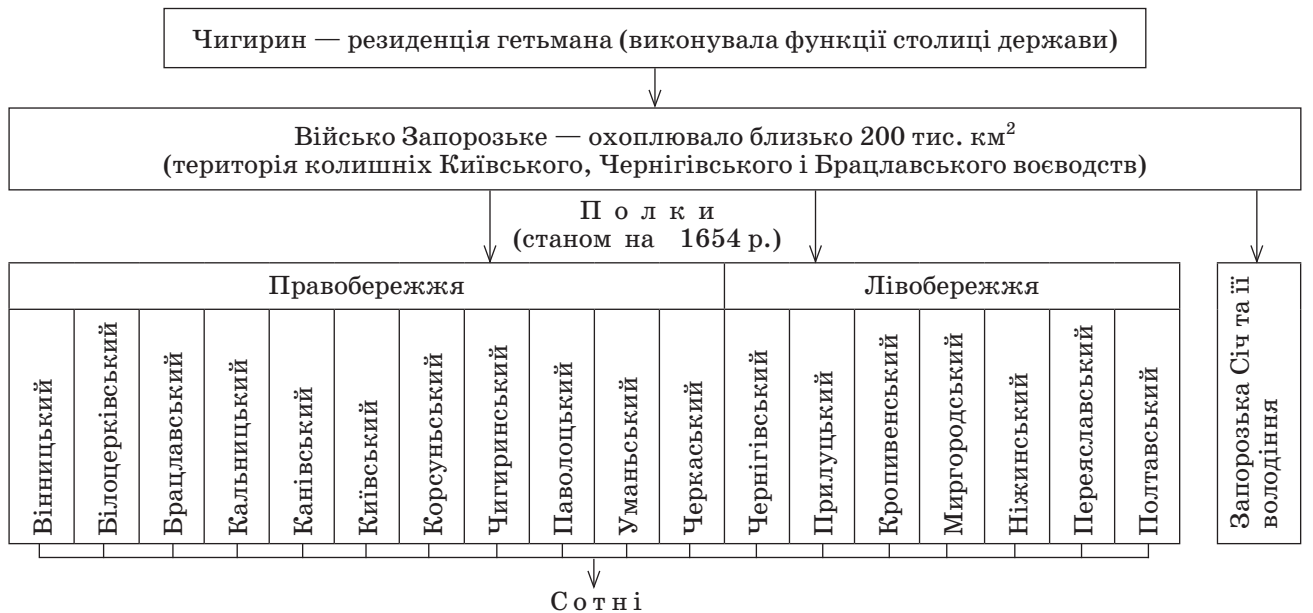 Чигирин — резиденція гетьмана (виконувала функції столиці держави)
Військо Запорозьке — охоплювало близько 200 тис. км²
(територія колишніх Київського, Чернігівського і Брацлавського воєводств)
Полки
(станом на 1654 р.)
Правобережжя
Лівобережжя
Вінницький
Білоцерківський
Брацлавський
Кальницький
Канівський
Київський
Корсуньський
Чигиринський
Паволоцький
Уманьський
Черкаський
Чернігівський
Прилуцький
Кропивенський
Миргородський
Ніжинський
Переяславський
Полтавський
Запорозька Січ та її
володіння
Сотні